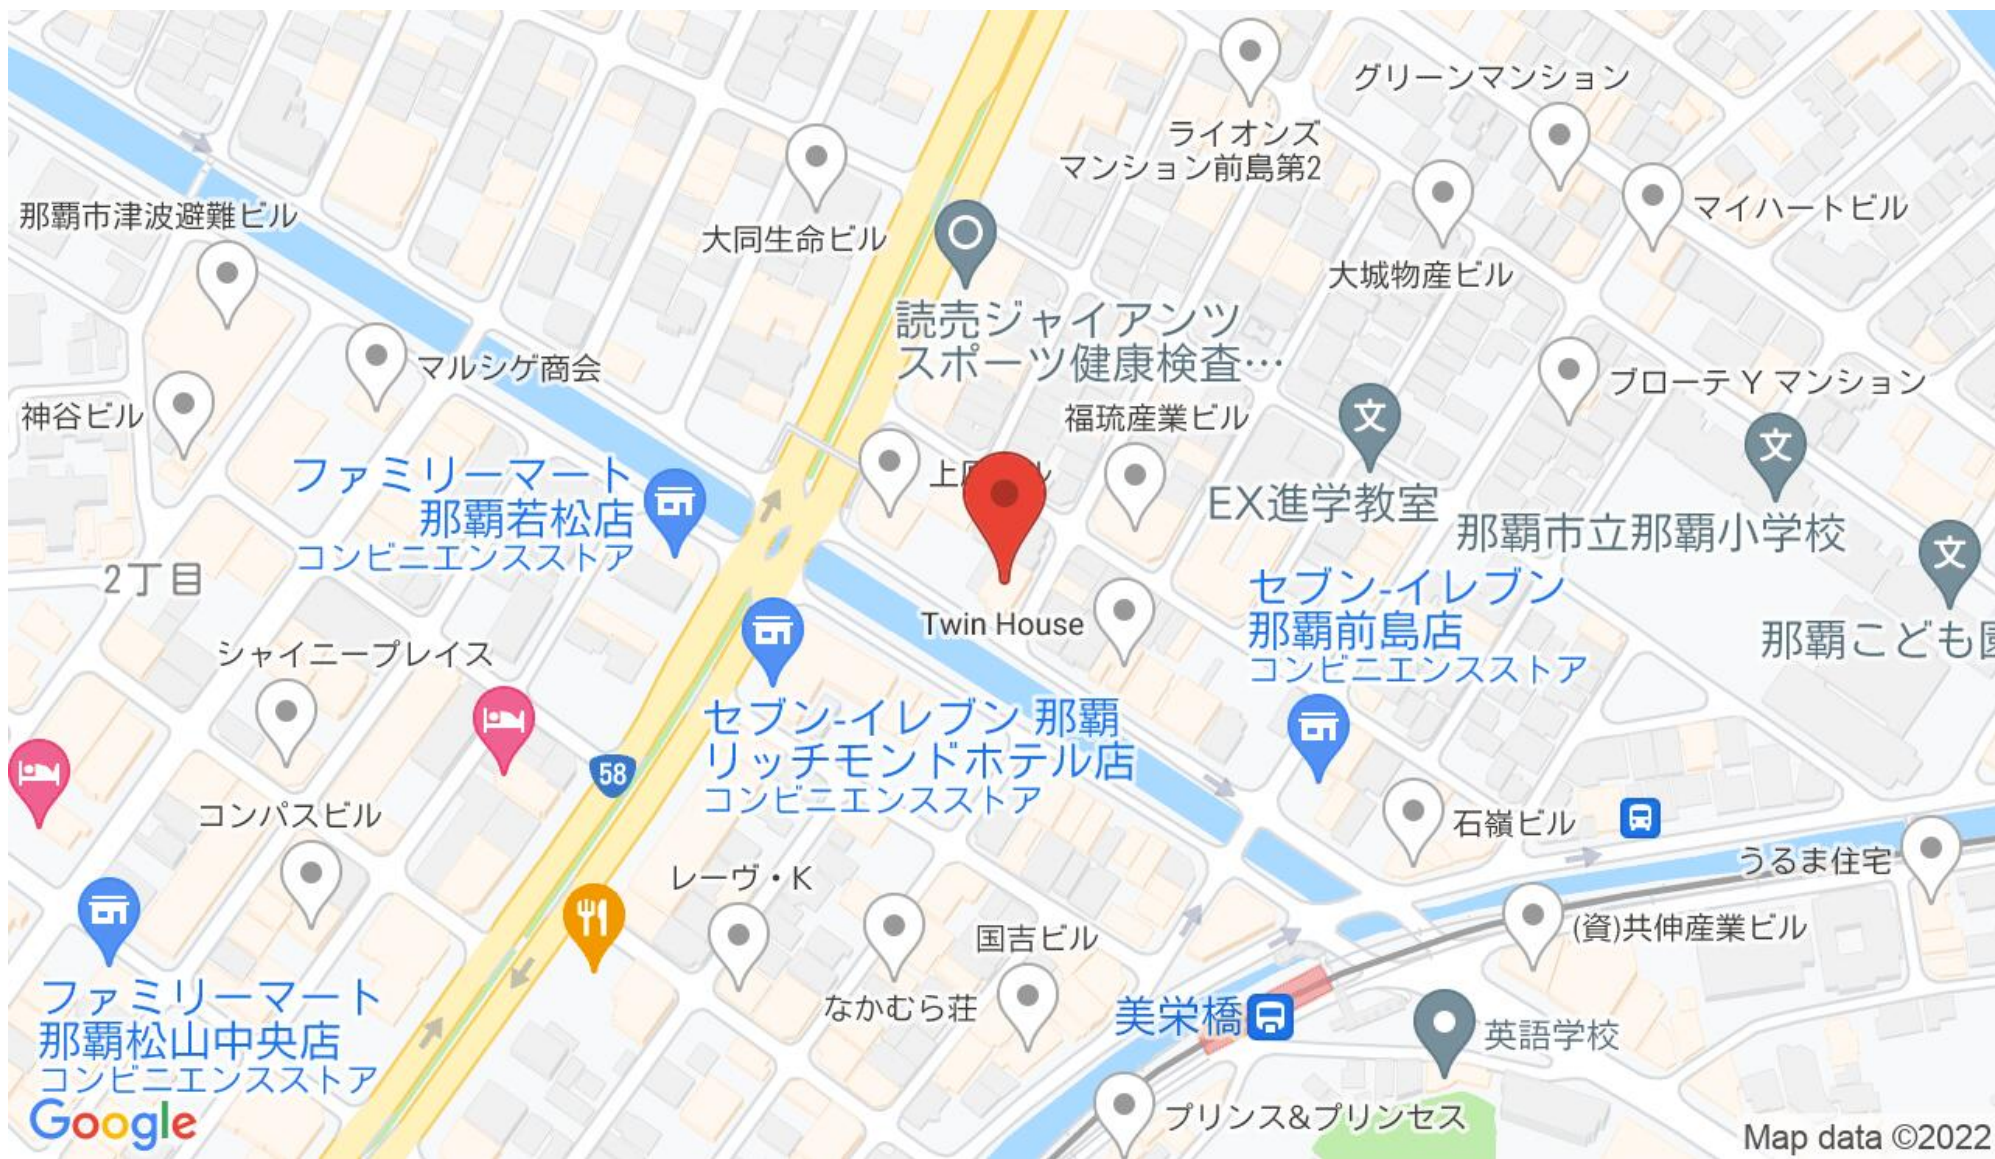 グリーンマンション
ライオンズ
マンション前島第2
那覇市津波避難ビル
大同生命ビル
マイハートビル
大城物産ビル
読売ジャイアンツ
スポーツ健康検査…
マルシゲ商会
神谷ビル
福琉産業ビル
ブローテYマンション
ファミリーマート
那覇若松店
コンビニエンスストア
EX進学教室
那覇市立那覇小学校
2丁目
Twin House
セブン-イレブン
那覇前島店
コンビニエンスストア
那覇こども園
シャイニープレイス
セブン-イレブン 那覇
リッチモンドホテル店
コンビニエンスストア
58
コンパスビル
石嶺ビル
うるま住宅
レーヴ・K
国吉ビル
(資)共伸産業ビル
なかむら荘
美栄橋
英語学校
ファミリーマート
那覇松山中央店
コンビニエンスストア
プリンス&プリンセス
Google
Map data ©2022